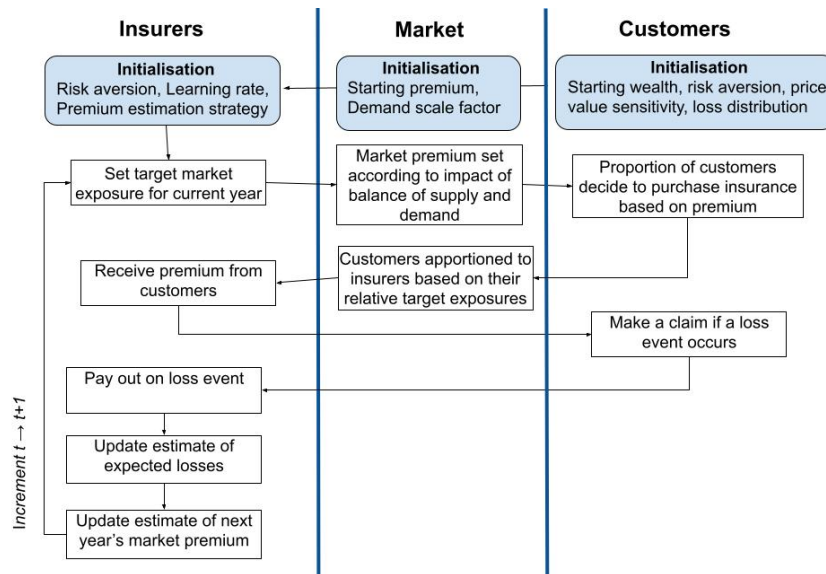 Insurers
Market
Customers
Initialisation
Risk aversion, Learning rate,
Premium estimation strategy
Initialisation
Starting premium,
Demand scale factor
Initialisation
Starting wealth, risk aversion, price
value sensitivity, loss distribution
Set target market
exposure for current year
Market premium set
according to impact of
balance of supply and
demand
Proportion of customers
decide to purchase insurance
based on premium
Receive premium from
customers
Customers apportioned to
insurers based on their
relative target exposures
Make a claim if a loss
event occurs
Pay out on loss event
Update estimate of
expected losses
Update estimate of next
year's market premium
Increment t → t+1